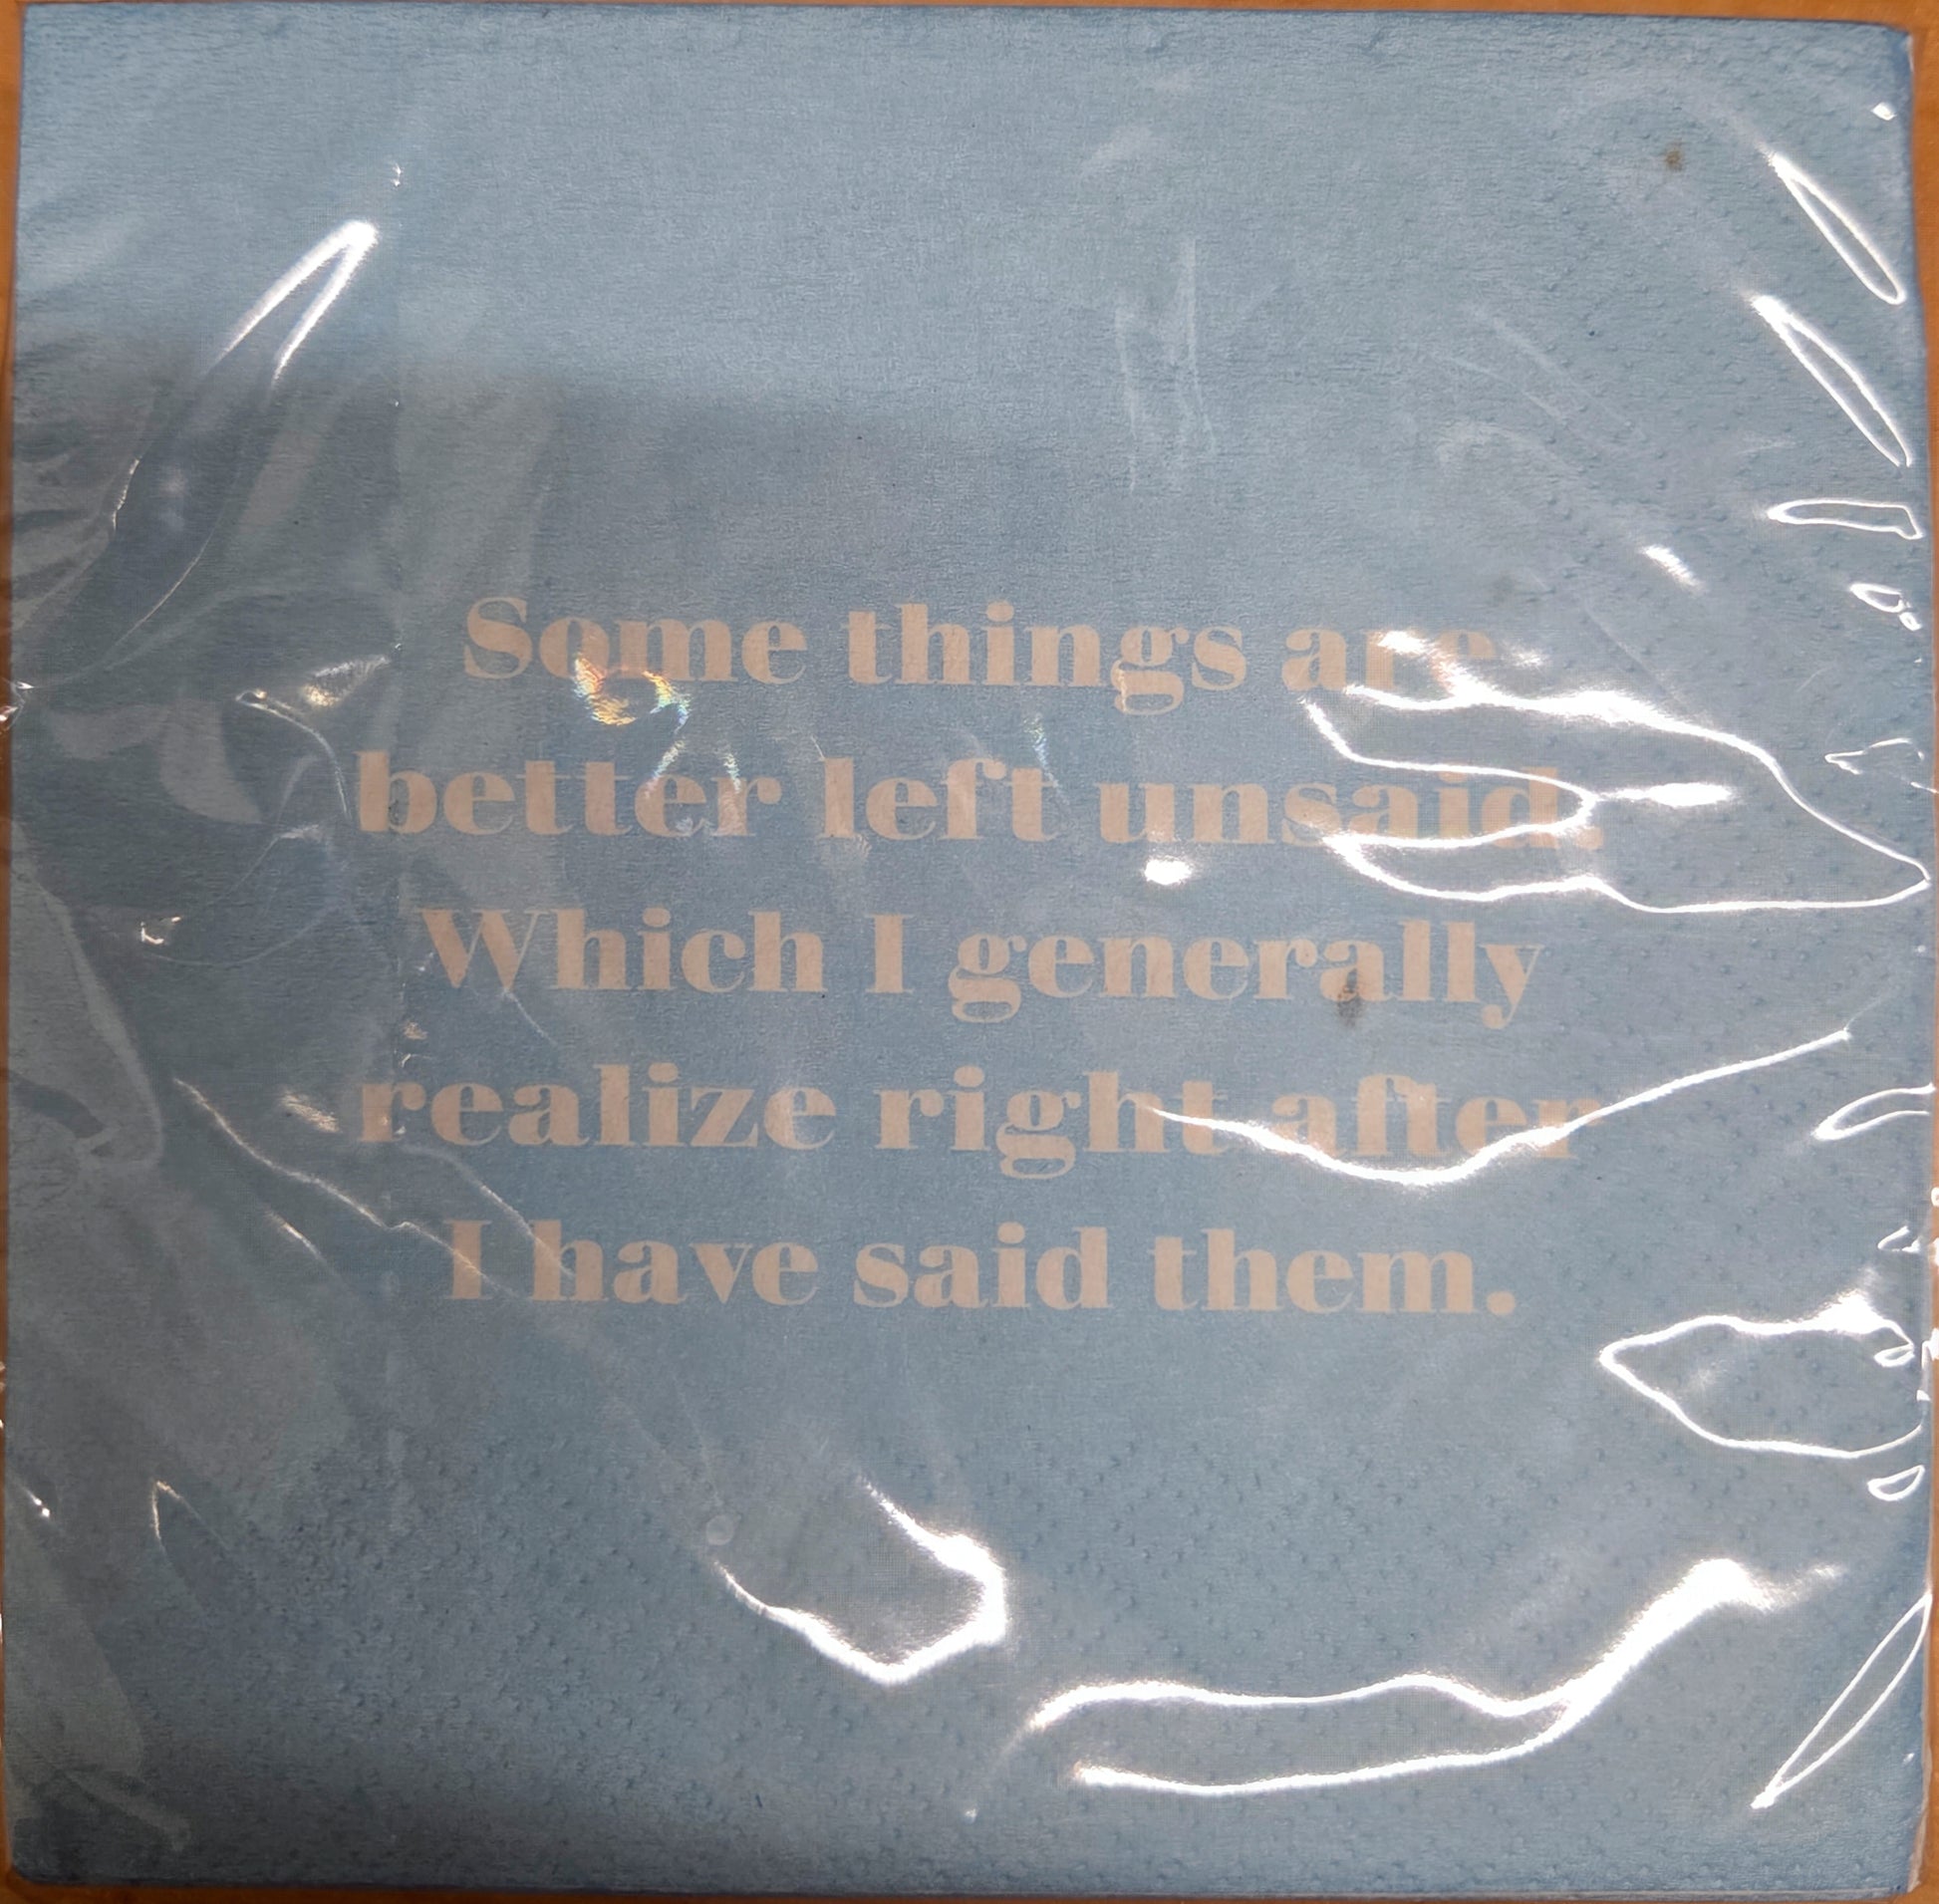 Some things are
better left unsaid.
Which I generally
realize right after
I have said them.